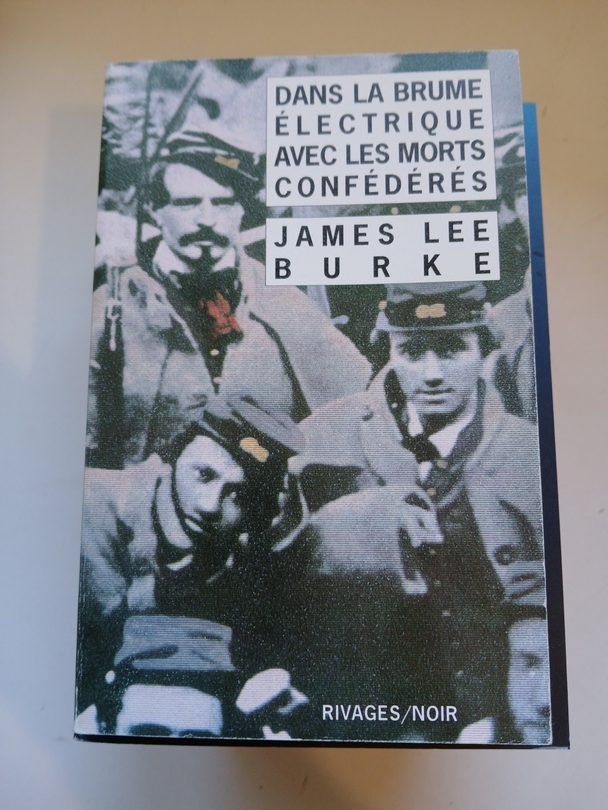 DANS LA BRUME
ÉLECTRIQUE
AVEC LES MORTS
CONFÉDÉRÉS
JAMES LEE
BURKE
RIVAGES/NOIR